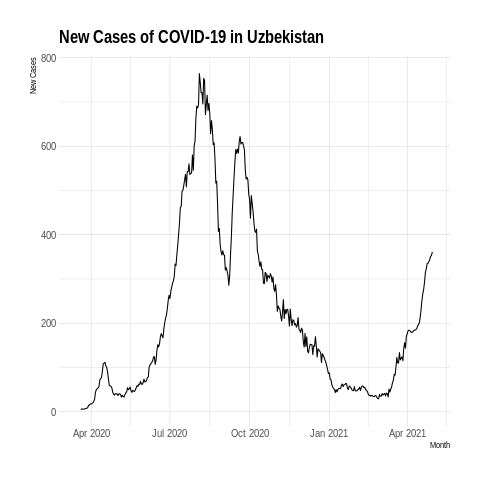 New Cases of COVID-19 in Uzbekistan
New Cases
800
600
400
200
0
Apr 2020 Jul 2020 Oct 2020 Jan 2021 Apr 2021
Month